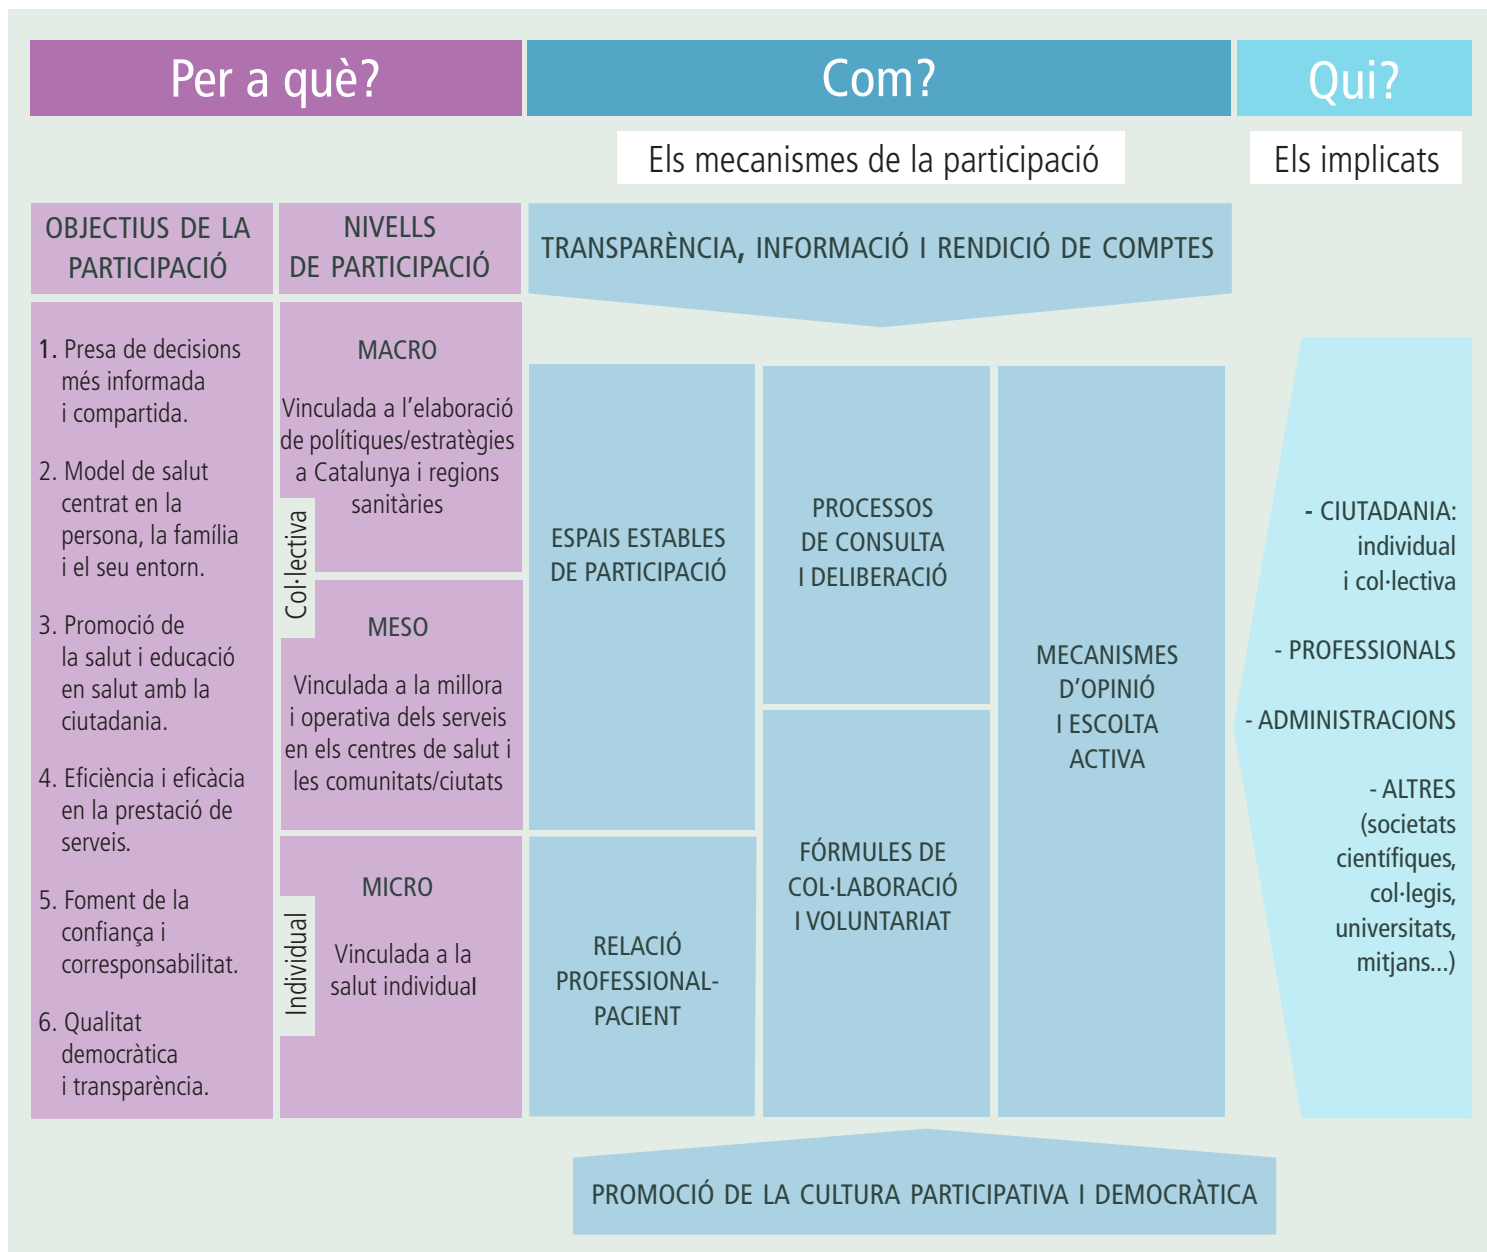 Per a què?
Com?
Qui?
Els mecanismes de la participació
Els implicats
OBJECTIUS DE LA
PARTICIPACIÓ
NIVELLS
DE PARTICIPACIÓ
TRANSPARÈNCIA, INFORMACIÓ I RENDICIÓ DE COMPTES
1. Presa de decisions
més informada
i compartida.
2. Model de salut
centrat en la
persona, la família
i el seu entorn.
3. Promoció de
la salut i educació
en salut amb la
ciutadania.
4. Eficiència i eficàcia
en la prestació de
serveis.
5. Foment de la
confiança i
corresponsabilitat.
6. Qualitat
democràtica
i transparència.
Col·lectiva
MACRO
Vinculada a l'elaboració
de polítiques/estratègies
a Catalunya i regions
sanitàries
MESO
Vinculada a la millora
i operativa dels serveis
en els centres de salut i
les comunitats/ciutats
Individual
MICRO
Vinculada a la
salut individual
ESPAIS ESTABLES
DE PARTICIPACIÓ
RELACIÓ
PROFESSIONAL-
PACIENT
PROCESSOS
DE CONSULTA
I DELIBERACIÓ
FÓRMULES DE
COL·LABORACIÓ
I VOLUNTARIAT
MECANISMES
D'OPINIÓ
I ESCOLTA
ACTIVA
- CIUTADANIA:
individual
i col·lectiva
- PROFESSIONALS
- ADMINISTRACIONS
- ALTRES
(societats
científiques,
col·legis,
universitats,
mitjans...)
PROMOCIÓ DE LA CULTURA PARTICIPATIVA I DEMOCRÀTICA